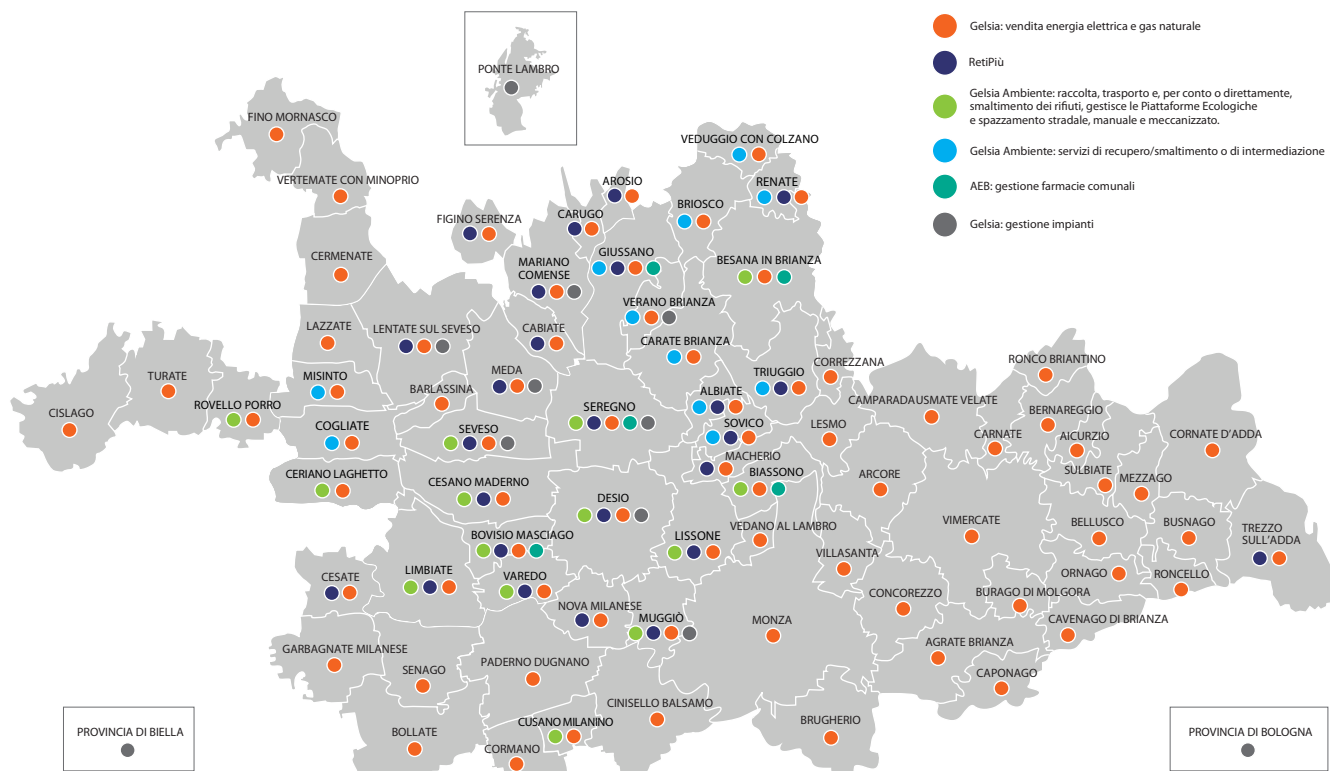 PONTE LAMBRO
Gelsia: vendita energia elettrica e gas naturale
RetiPiù
Gelsia Ambiente: raccolta, trasporto e, per conto o direttamente,
smaltimento dei rifiuti, gestisce le Piattaforme Ecologiche
e spazzamento stradale, manuale e meccanizzato.
Gelsia Ambiente: servizi di recupero/smaltimento o di intermediazione
AEB: gestione farmacie comunali
Gelsia: gestione impianti
FINO MORNASCO
VEDUGGIO CON COLZANO
VERTEMATE CON MINOPRIO
AROSIO
RENATE
BRIOSCO
FIGINO SERENZA
CARUGO
CERMENATE
GIUSSANO
BESANA IN BRIANZA
MARIANO
COMENSE
VERANO BRIANZA
LAZZATE
LENTATE SUL SEVESO
CABIATE
CARATE BRIANZA
CORREZZANA
RONCO BRIANTINO
TURATE
MISINTO
MEDA
TRIUGGIO
BARLASSINA
ALBIATE
CAMPARADA
USMATE VELATE
BERNAREGGIO
ROVELLO PORRO
CISLAGO
SEREGNO
COGLIATE
SEVESO
SOVICO
LESMO
CARNATE
AICURZIO
CORNATE D'ADDA
MACHERIO
CERIANO LAGHETTO
BIASSONO
ARCORE
SULBIATE
MEZZAGO
CESANO MADERNO
DESIO
VEDANO AL LAMBRO
VIMERCATE
BELLUSCO
BUSNAGO
TREZZO
SULL'ADDA
BOVISIO MASCIAGO
LISSONE
VILLASANTA
CESATE
LIMBIATE
VAREDO
ORNAGO
RONCELLO
NOVA MILANESE
MUGGIÒ
MONZA
CONCOREZZO
BURAGO DI MOLGORA
CAVENAGO DI BRIANZA
GARBAGNATE MILANESE
SENAGO
PADERNO DUGNANO
AGRATE BRIANZA
CAPONAGO
CINISELLO BALSAMO
CUSANO MILANINO
BRUGHERIO
BOLLATE
CORMANO
PROVINCIA DI BIELLA
PROVINCIA DI BOLOGNA